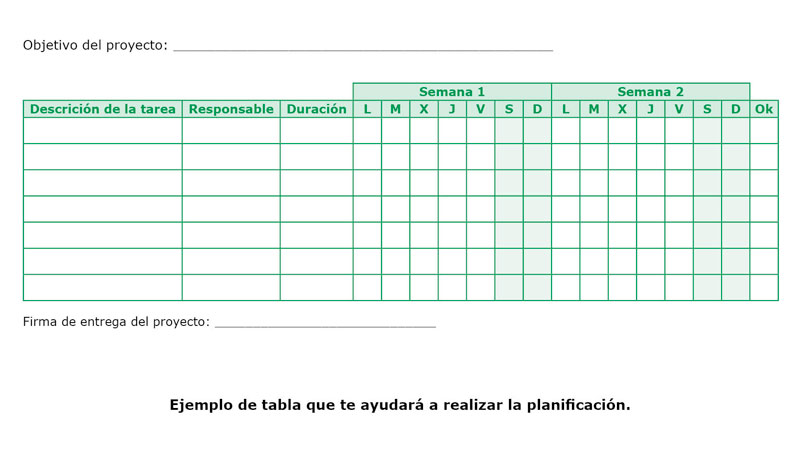 Objetivo del proyecto: ___________________________________________
Semana 1 Semana 2
Descrición de la tarea Responsable Duración L M X J V S D L M X J V S D Ok
Firma de entrega del proyecto: _____________________________
Ejemplo de tabla que te ayudará a realizar la planificación.